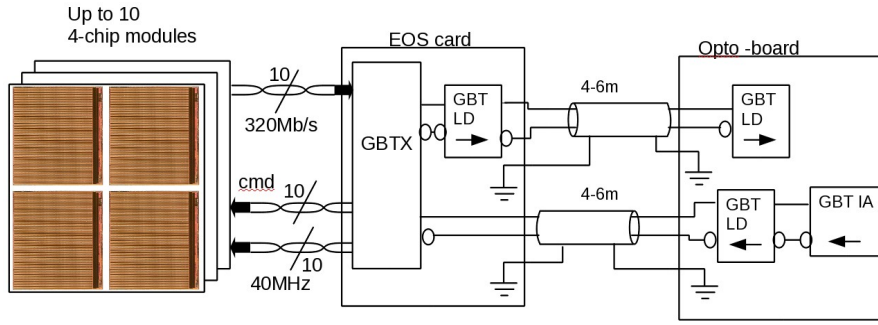 Up to 10
4-chip modules
EOS card
Opto -board
10
320Mb/s
GBTX
GBT
LD
4-6m
GBT
LD
cmd
10
10
40MHz
4-6m
GBT
LD
GBT IA